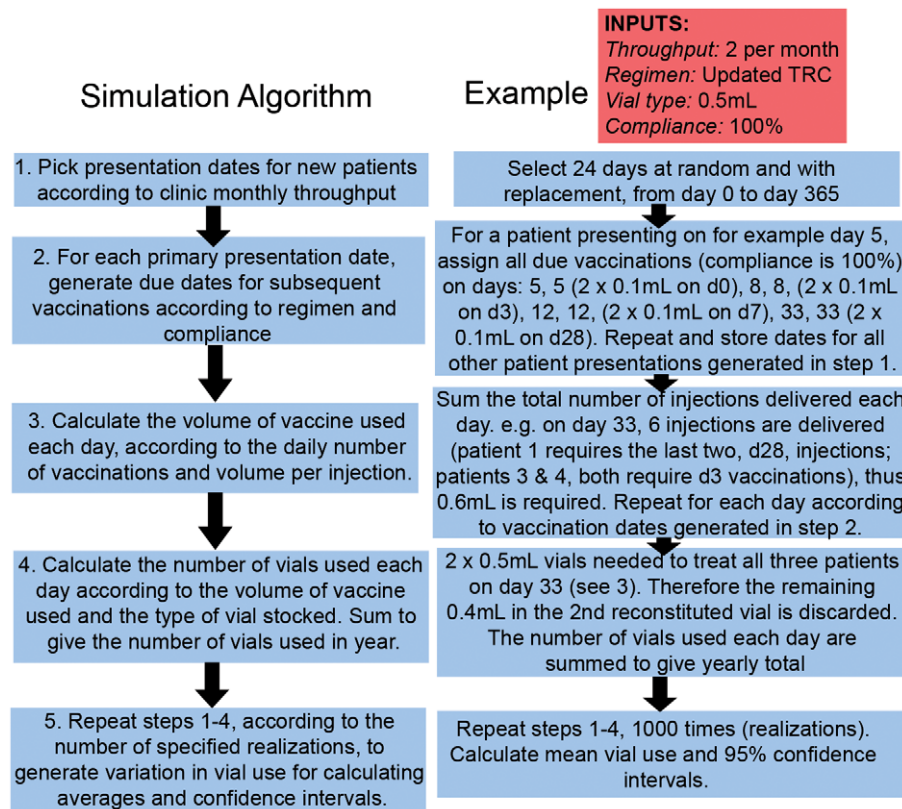 Simulation Algorithm
1. Pick presentation dates for new patients
according to clinic monthly throughput
2. For each primary presentation date,
generate due dates for subsequent
vaccinations according to regimen and
compliance
3. Calculate the volume of vaccine used
each day, according to the daily number
of vaccinations and volume per injection.
4. Calculate the number of vials used each
day according to the volume of vaccine
used and the type of vial stocked. Sum to
give the number of vials used in year.
5. Repeat steps 1-4, according to the
number of specified realizations, to
generate variation in vial use for calculating
averages and confidence intervals.
Example
INPUTS:
Throughput: 2 per month
Regimen: Updated TRC
Vial type: 0.5mL
Compliance: 100%
Select 24 days at random and with
replacement, from day 0 to day 365
For a patient presenting on for example day 5,
assign all due vaccinations (compliance is 100%)
on days: 5, 5 (2 x 0.1mL on d0), 8, 8, (2 x 0.1mL
on d3), 12, 12, (2 x 0.1mL on d7), 33, 33 (2 x
0.1mL on d28). Repeat and store dates for all
other patient presentations generated in step 1.
Sum the total number of injections delivered each
day. e.g. on day 33, 6 injections are delivered
(patient 1 requires the last two, d28, injections;
patients 3 & 4, both require d3 vaccinations), thus
0.6mL is required. Repeat for each day according
to vaccination dates generated in step 2.
2 x 0.5mL vials needed to treat all three patients
on day 33 (see 3). Therefore the remaining
0.4mL in the 2nd reconstituted vial is discarded.
The number of vials used each day are
summed to give yearly total
Repeat steps 1-4, 1000 times (realizations).
Calculate mean vial use and 95% confidence
intervals.